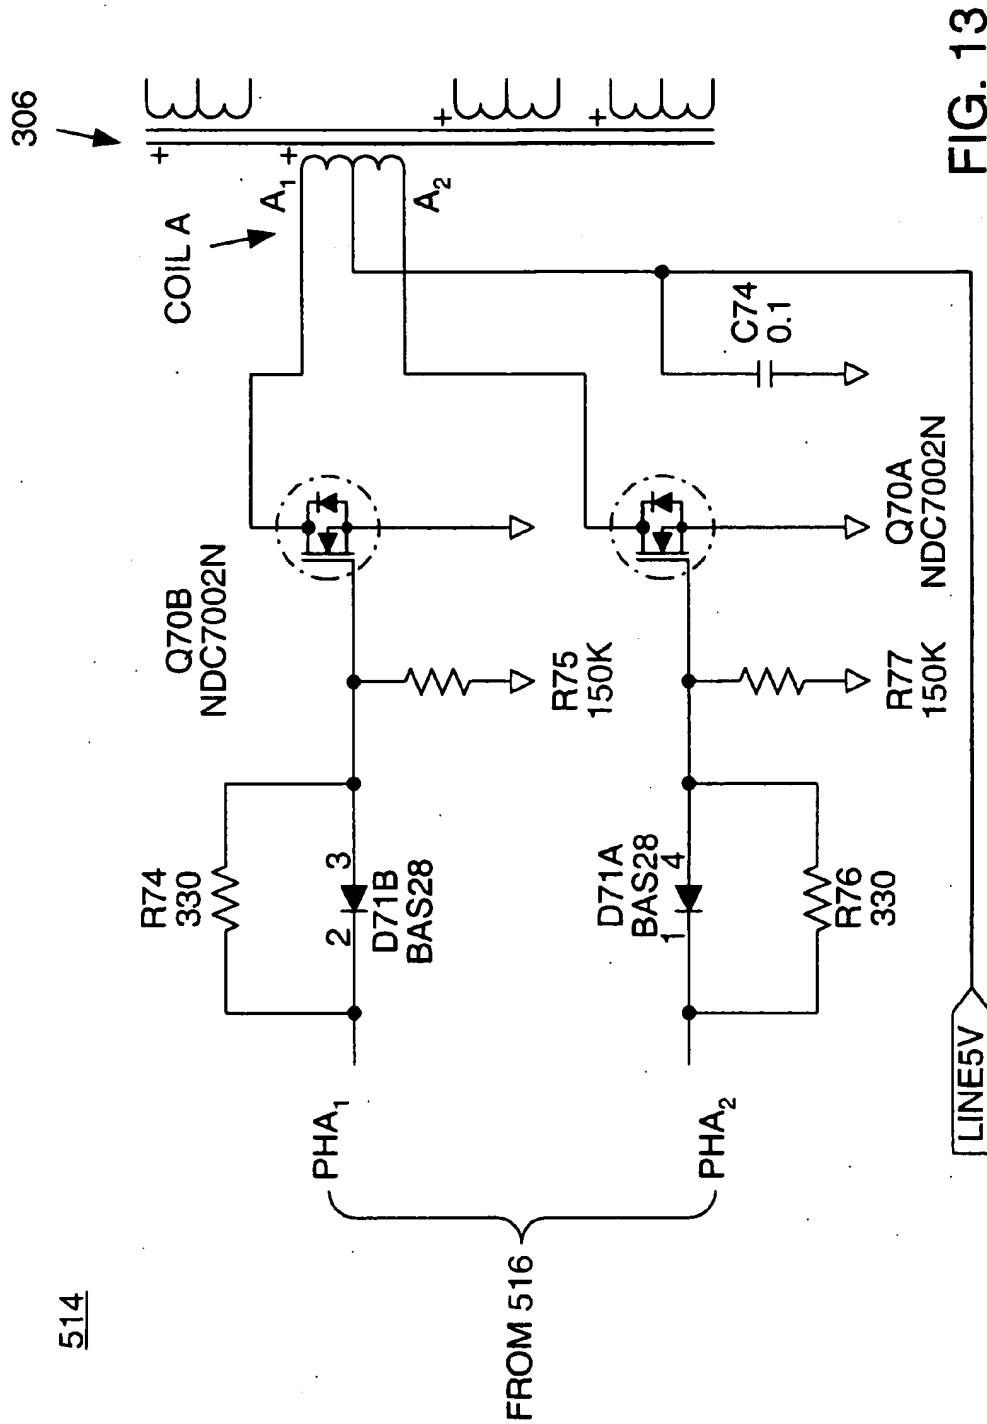 514
306
COIL A
A₁
A₂
+
+
+
+
Q70B
NDC7002N
R74
330
2
3
D71B
BAS28
R75
150K
C74
0.1
PHA₁
FROM 516
PHA₂
D71A
BAS28
1
4
R76
330
R77
150K
Q70A
NDC7002N
LINE5V
FIG. 13